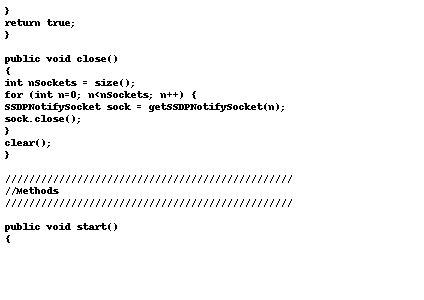 }
return true;
}

public void close()
{
int nSockets = size();
for (int n=0; n<nSockets; n++) {
SSDPNotifySocket sock = getSSDPNotifySocket(n);
sock.close();
}
clear();
}

////////////////////////////////////////////////
//Methods
////////////////////////////////////////////////

public void start()
{